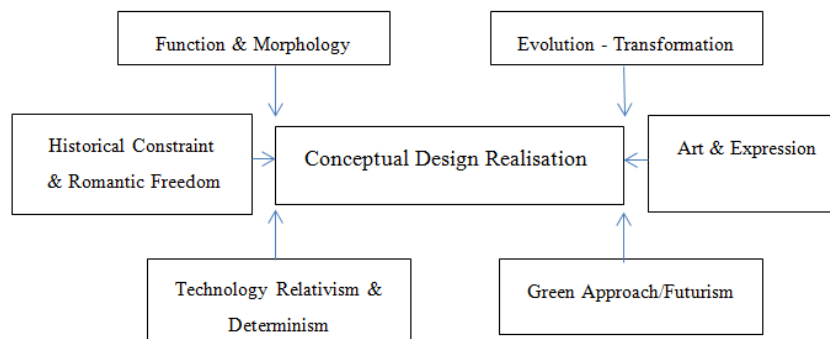 Function & Morphology
Evolution - Transformation
Historical Constraint
& Romantic Freedom
Conceptual Design Realisation
Art & Expression
Technology Relativism &
Determinism
Green Approach/Futurism